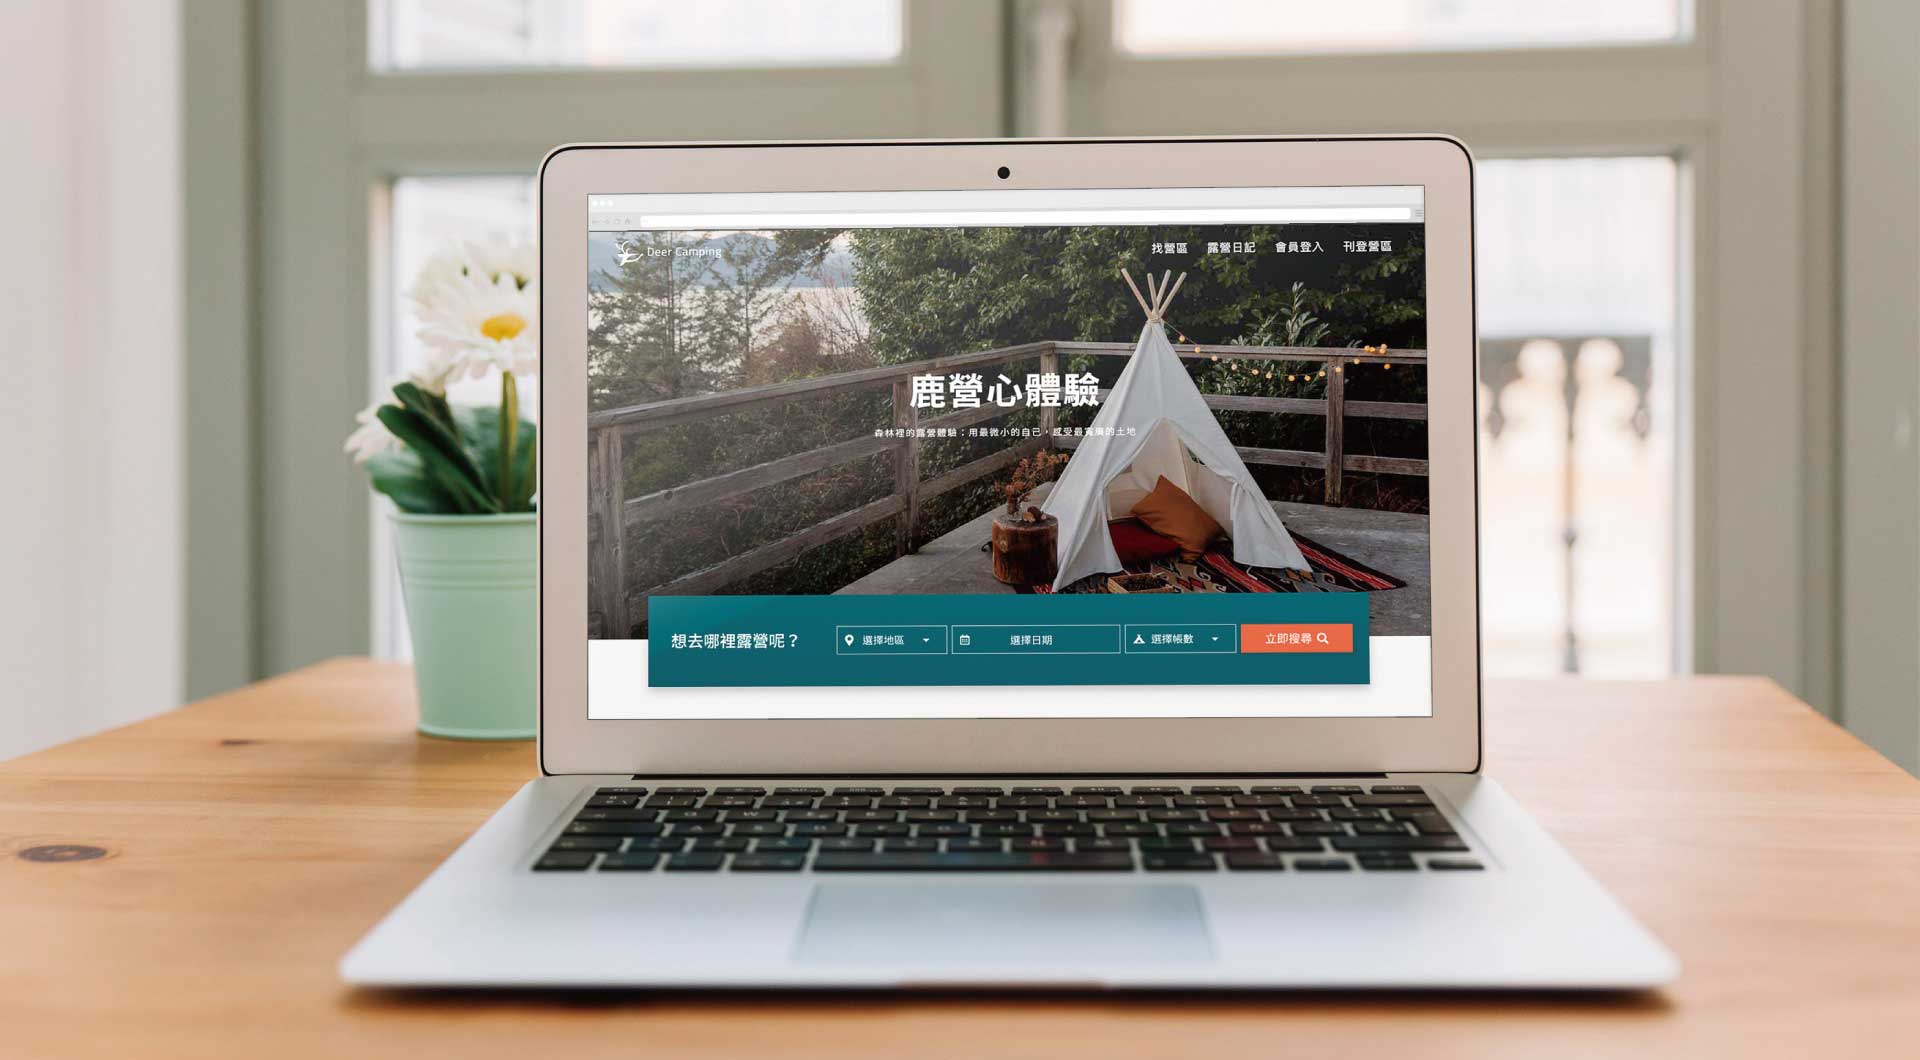 Deer Camping
找營區 露營日記 會員登入 刊登營區
鹿營心體驗
森林裡的露營體驗：用最微小的自己，感受最寬廣的土地
想去哪裡露營呢？ 選擇地區 選擇日期 選擇帳數 立即搜尋